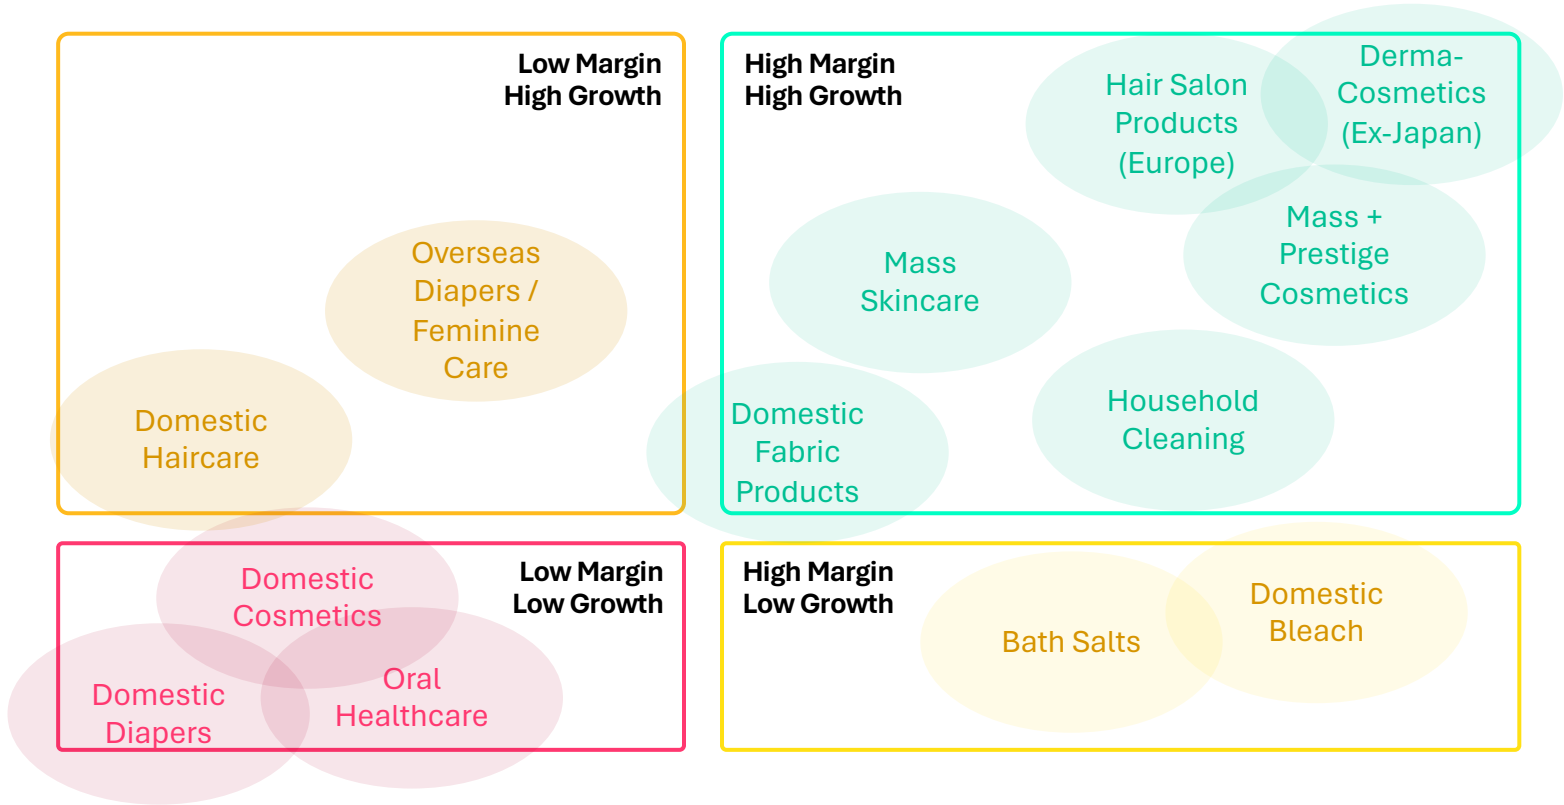 Low Margin
High Growth
Overseas
Diapers /
Feminine
Care
Domestic
Haircare
High Margin
High Growth
Hair Salon
Products
(Europe)
Derma-
Cosmetics
(Ex-Japan)
Mass +
Prestige
Cosmetics
Mass
Skincare
Domestic
Fabric
Products
Household
Cleaning
Low Margin
Low Growth
Domestic
Cosmetics
Domestic
Diapers
Oral
Healthcare
High Margin
Low Growth
Bath Salts
Domestic
Bleach